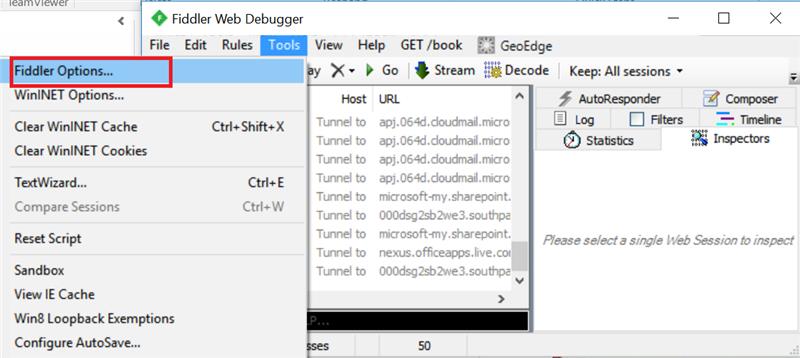 TeamViewer
Fiddler Web Debugger
File Edit Rules Tools View Help GET /book GeoEdge
Fiddler Options...
WinINET Options...
Clear WinINET Cache Ctrl+Shift+X
Clear WinINET Cookies
TextWizard... Ctrl+E
Compare Sessions Ctrl+W
Reset Script
Sandbox
View IE Cache
Win8 Loopback Exemptions
Configure AutoSave...
ay Go Stream Decode Keep: All sessions
Host URL
Tunnel to apj.064d.cloudmail.micros
Tunnel to apj.064d.cloudmail.micros
Tunnel to apj.064d.cloudmail.micros
Tunnel to apj.064d.cloudmail.micros
Tunnel to microsoft-my.sharepoint.
Tunnel to 000dsg2sb2we3.southpa
Tunnel to microsoft-my.sharepoint.
Tunnel to nexus.officeapps.live.com
Tunnel to 000dsg2sb2we3.southpa
AutoResponder Composer
Log Filters Timeline
Statistics Inspectors
Please select a single Web Session to inspect
sses 50